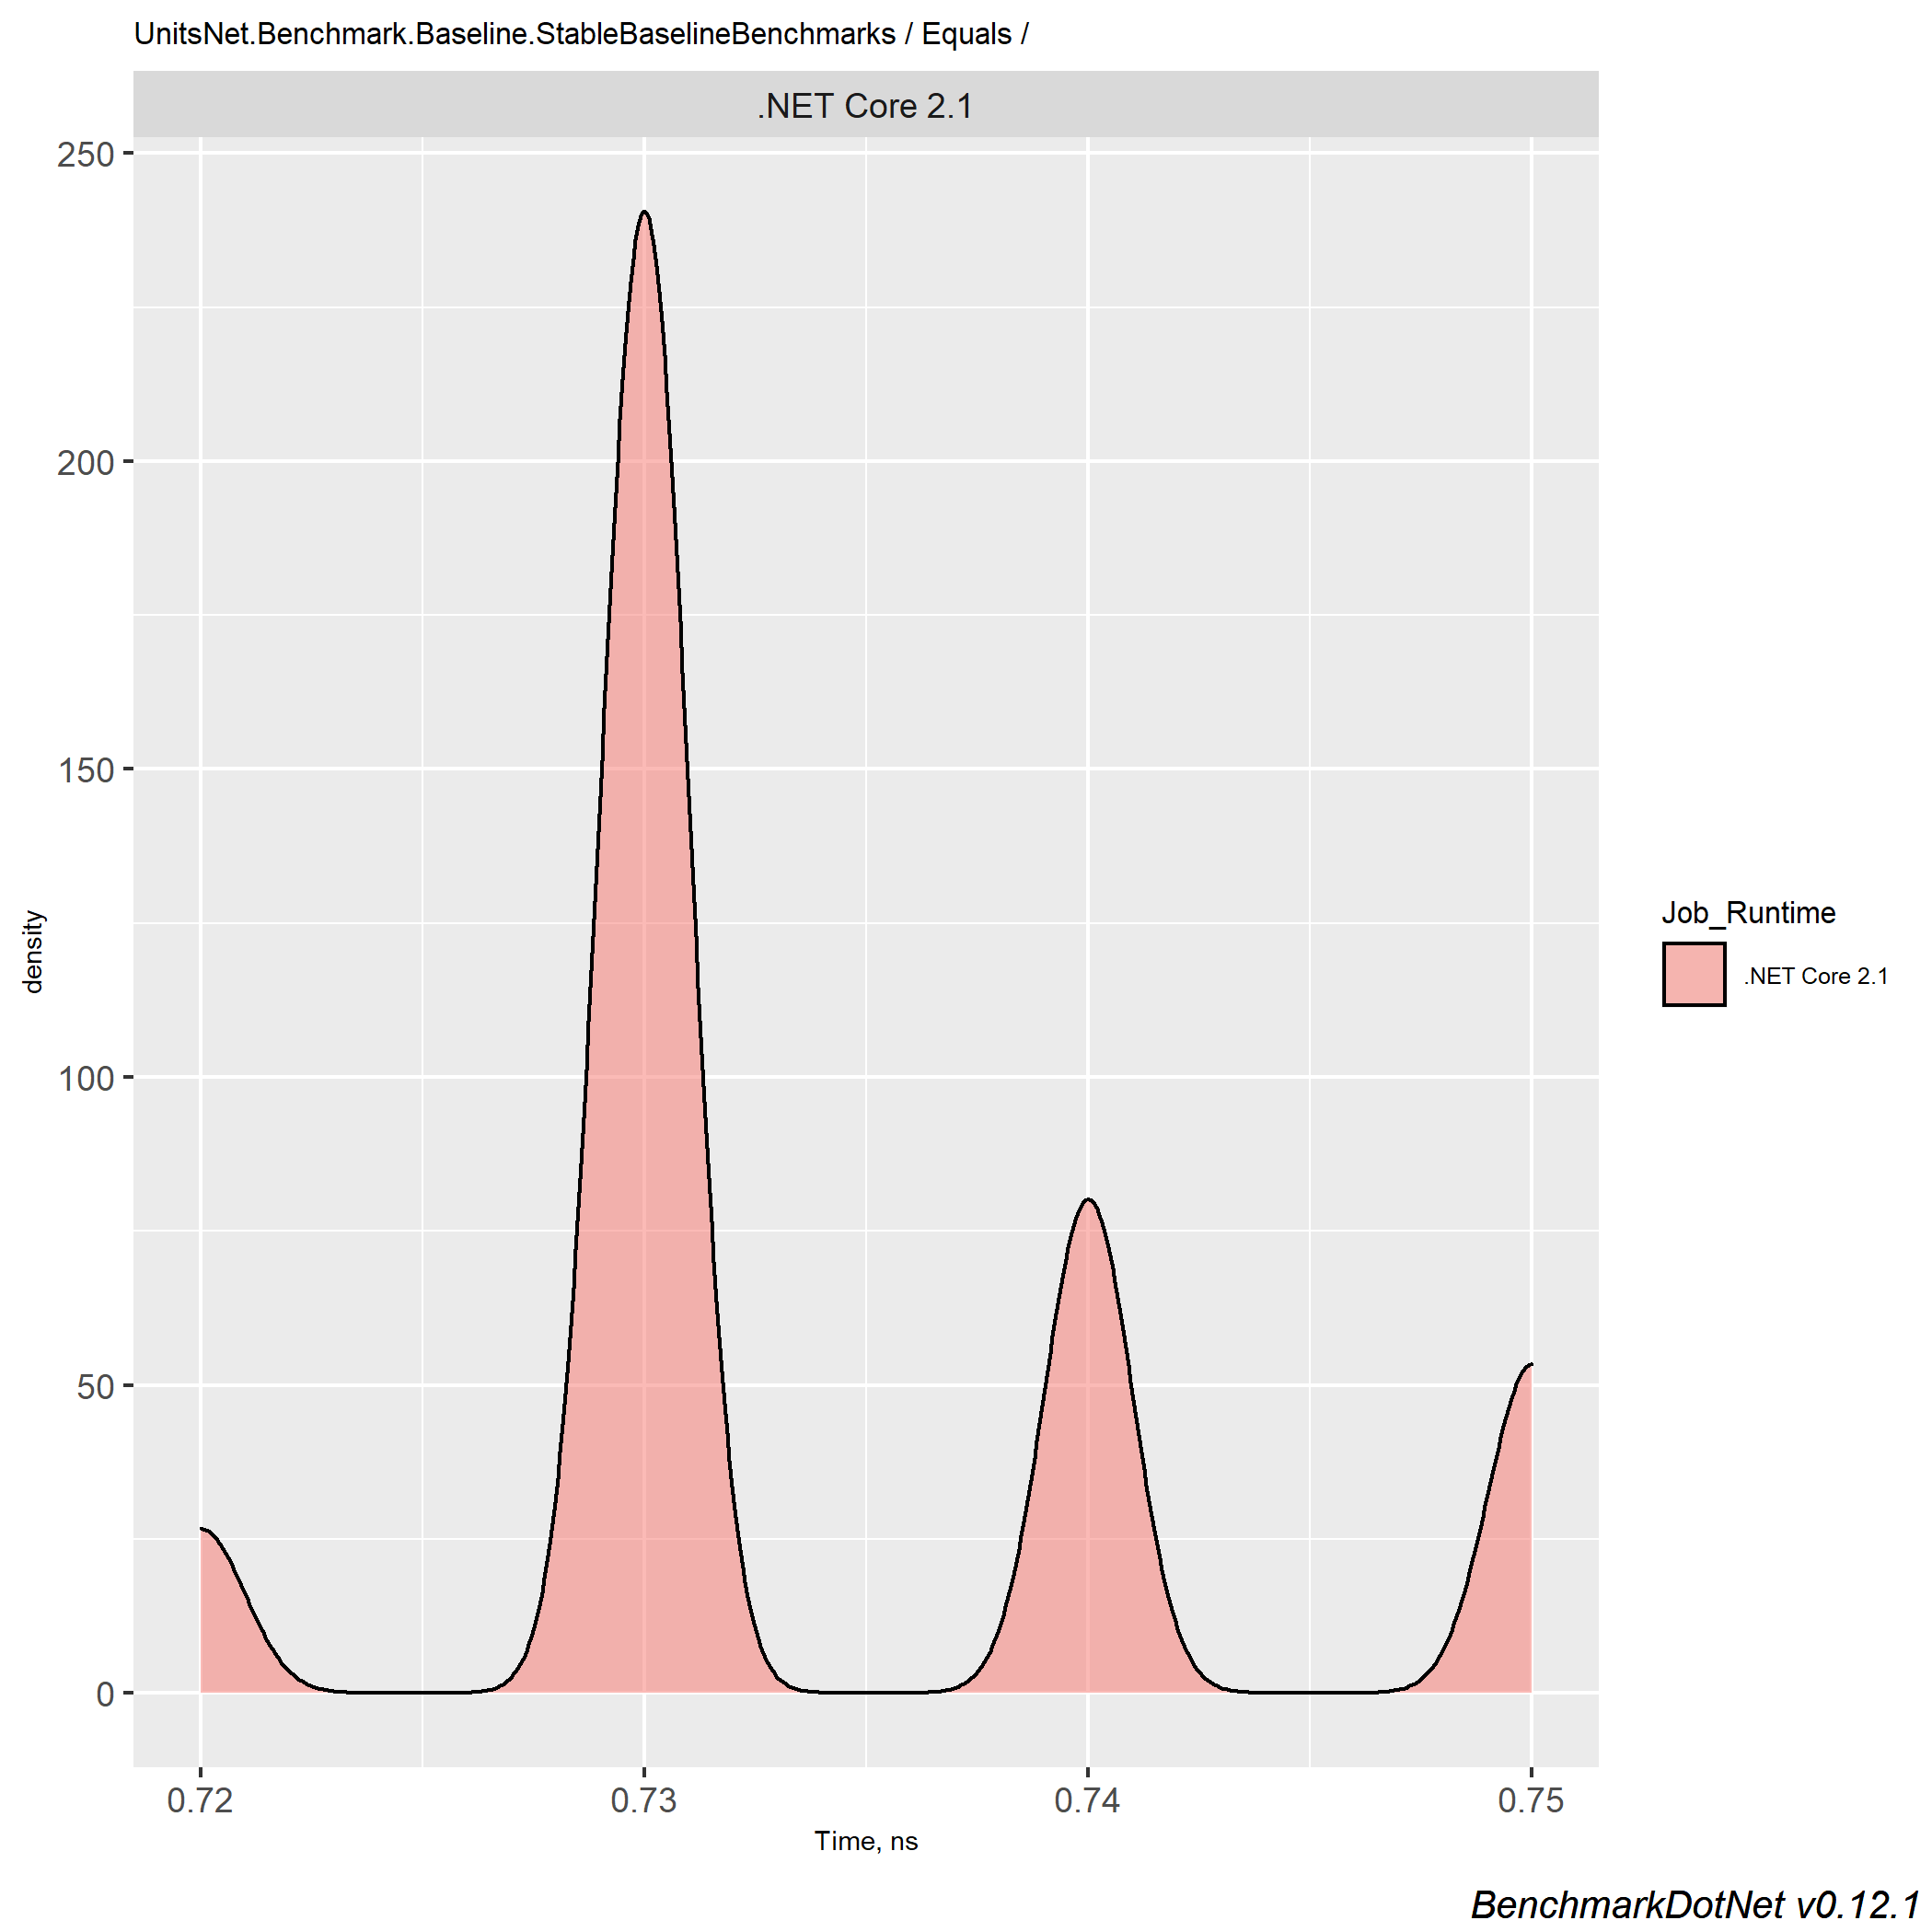 UnitsNet.Benchmark.Baseline.StableBaselineBenchmarks / Equals /
.NET Core 2.1
250
200
150
100
50
0
density
0.72 0.73 0.74 0.75
Time, ns
Job_Runtime
.NET Core 2.1
BenchmarkDotNet v0.12.1